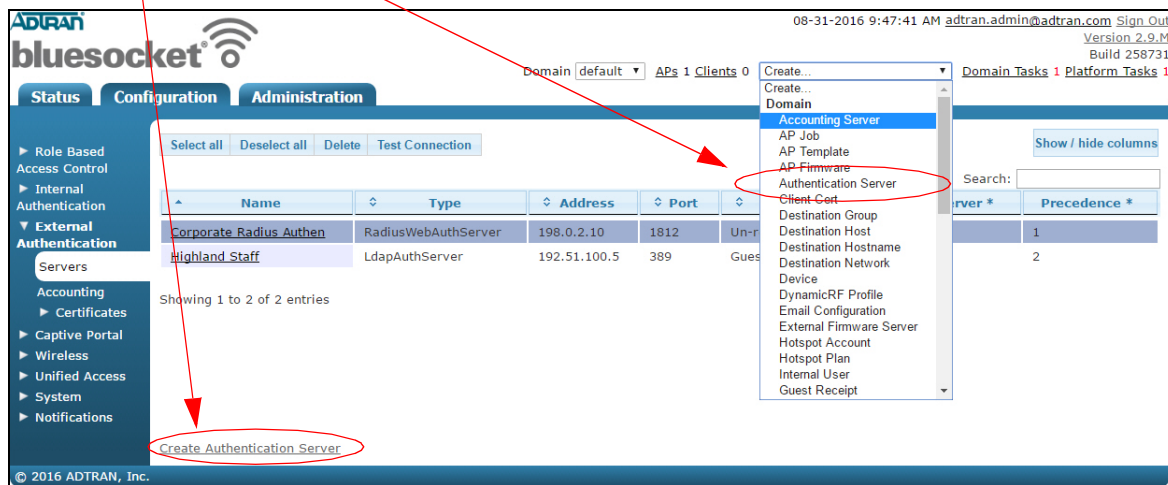 ADTRAN
bluesocket
08-31-2016 9:47:41 AM adtran.admin@adtran.com Sign Out
Version 2.9.M
Build 258731
Domain default APs 1 Clients 0 Create... Domain Tasks 1 Platform Tasks 1
Status Configuration Administration
Create...
Domain
Accounting Server
AP Job
AP Template
AP Firmware
Authentication Server
Client Cert
Destination Group
Destination Host
Destination Hostname
Destination Network
Device
DynamicRF Profile
Email Configuration
External Firmware Server
Hotspot Account
Hotspot Plan
Internal User
Guest Receipt
Role Based
Access Control
Internal
Authentication
External
Authentication
Servers
Accounting
Certificates
Captive Portal
Wireless
Unified Access
System
Notifications
Select all Deselect all Delete Test Connection
Show / hide columns
Search:
Name Type Address Port Precedence *
Corporate Radius Authen RadiusWebAuthServer 198.0.2.10 1812 Un-r 1
Highland Staff LdapAuthServer 192.51.100.5 389 Gues 2
Showing 1 to 2 of 2 entries
Create Authentication Server
© 2016 ADTRAN, Inc.